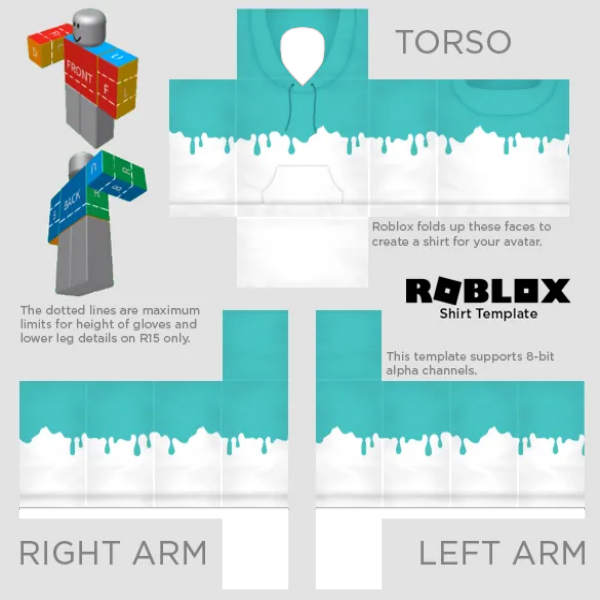 TORSO
FRONT
F
BACK
Roblox folds up these faces to
create a shirt for your avatar.
ROBLOX
Shirt Template
The dotted lines are maximum
limits for height of gloves and
lower leg details on R15 only.
This template supports 8-bit
alpha channels.
RIGHT ARM
LEFT ARM